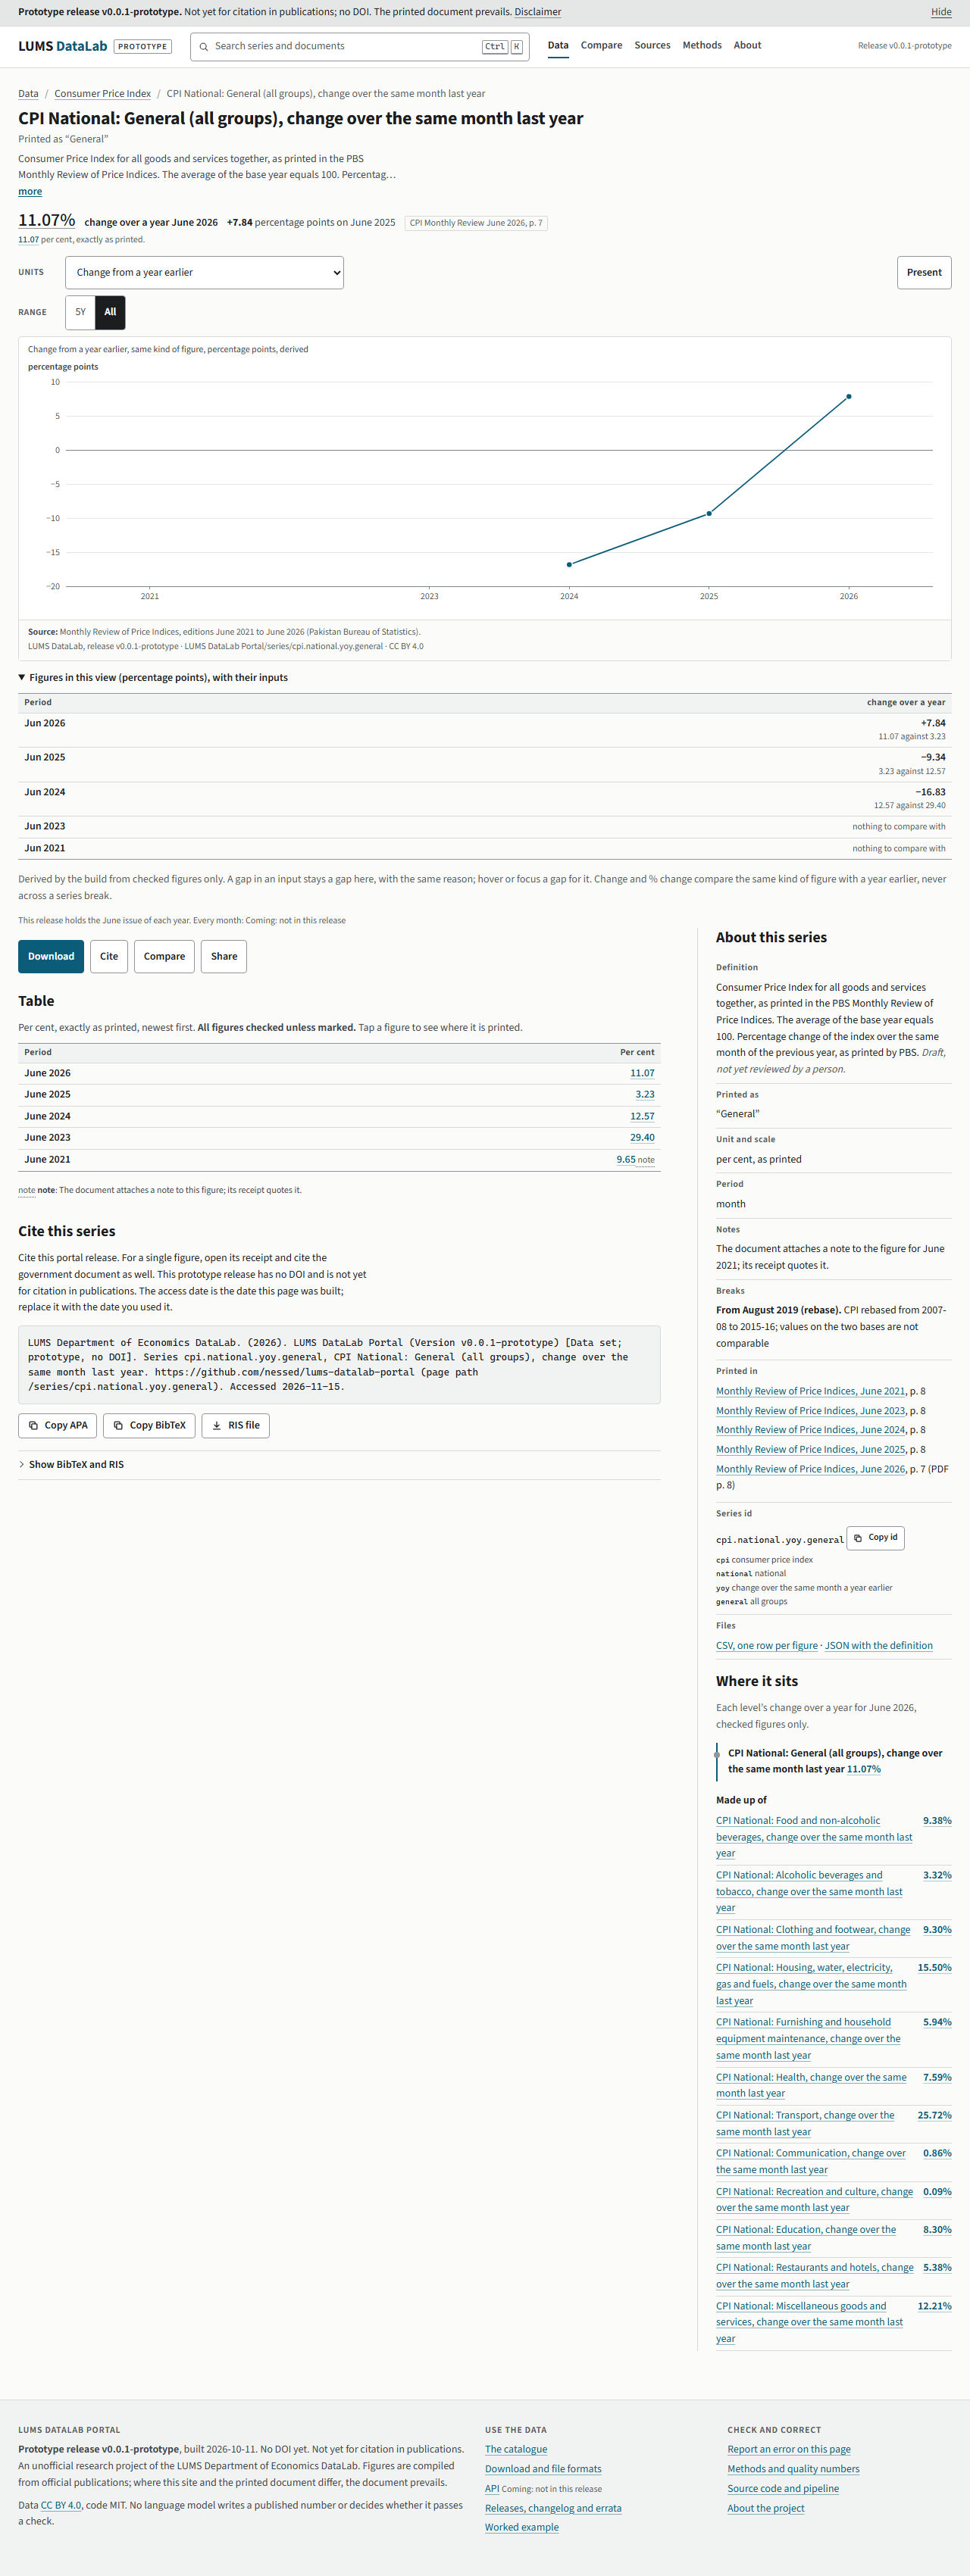 Prototype release v0.0.1-prototype. Not yet for citation in publications; no DOI. The printed document prevails. Disclaimer
Hide
LUMS DataLab PROTOTYPE
Search series and documents Ctrl K
Data Compare Sources Methods About
Release v0.0.1-prototype
Data / Consumer Price Index / CPI National: General (all groups), change over the same month last year
CPI National: General (all groups), change over the same month last year
Printed as “General”
Consumer Price Index for all goods and services together, as printed in the PBS
Monthly Review of Price Indices. The average of the base year equals 100. Percentag…
more
11.07% change over a year June 2026 +7.84 percentage points on June 2025 CPI Monthly Review June 2026, p. 7
11.07 per cent, exactly as printed.
UNITS Change from a year earlier Present
RANGE 5Y All
Change from a year earlier, same kind of figure, percentage points, derived
percentage points
10
5
0
−5
−10
−15
−20
2021 2023 2024 2025 2026
Source: Monthly Review of Price Indices, editions June 2021 to June 2026 (Pakistan Bureau of Statistics).
LUMS DataLab, release v0.0.1-prototype · LUMS DataLab Portal/series/cpi.national.yoy.general · CC BY 4.0
Figures in this view (percentage points), with their inputs
Period change over a year
Jun 2026 +7.84
11.07 against 3.23
Jun 2025 −9.34
3.23 against 12.57
Jun 2024 −16.83
12.57 against 29.40
Jun 2023 nothing to compare with
Jun 2021 nothing to compare with
Derived by the build from checked figures only. A gap in an input stays a gap here, with the same reason; hover or focus a gap for it. Change and % change compare the same kind of figure with a year earlier, never
across a series break.
This release holds the June issue of each year. Every month: Coming: not in this release
Download Cite Compare Share
Table
Per cent, exactly as printed, newest first. All figures checked unless marked. Tap a figure to see where it is printed.
Period Per cent
June 2026 11.07
June 2025 3.23
June 2024 12.57
June 2023 29.40
June 2021 9.65 note
note note: The document attaches a note to this figure; its receipt quotes it.
Cite this series
Cite this portal release. For a single figure, open its receipt and cite the
government document as well. This prototype release has no DOI and is not yet
for citation in publications. The access date is the date this page was built;
replace it with the date you used it.
LUMS Department of Economics DataLab. (2026). LUMS DataLab Portal (Version v0.0.1-prototype) [Data set;
prototype, no DOI]. Series cpi.national.yoy.general, CPI National: General (all groups), change over the
same month last year. https://github.com/nessed/lums-datalab-portal (page path
/series/cpi.national.yoy.general). Accessed 2026-11-15.
Copy APA Copy BibTeX RIS file
Show BibTeX and RIS
About this series
Definition
Consumer Price Index for all goods and services
together, as printed in the PBS Monthly Review of
Price Indices. The average of the base year equals
100. Percentage change of the index over the same
month of the previous year, as printed by PBS. Draft,
not yet reviewed by a person.
Printed as
“General”
Unit and scale
per cent, as printed
Period
month
Notes
The document attaches a note to the figure for June
2021; its receipt quotes it.
Breaks
From August 2019 (rebase). CPI rebased from 2007-
08 to 2015-16; values on the two bases are not
comparable
Printed in
Monthly Review of Price Indices, June 2021, p. 8
Monthly Review of Price Indices, June 2023, p. 8
Monthly Review of Price Indices, June 2024, p. 8
Monthly Review of Price Indices, June 2025, p. 8
Monthly Review of Price Indices, June 2026, p. 7 (PDF
p. 8)
Series id
cpi.national.yoy.general Copy id
cpi consumer price index
national national
yoy change over the same month a year earlier
general all groups
Files
CSV, one row per figure · JSON with the definition
Where it sits
Each level’s change over a year for June 2026,
checked figures only.
CPI National: General (all groups), change over
the same month last year 11.07%
Made up of
CPI National: Food and non-alcoholic 9.38%
beverages, change over the same month last
year
CPI National: Alcoholic beverages and 3.32%
tobacco, change over the same month last
year
CPI National: Clothing and footwear, change 9.30%
over the same month last year
CPI National: Housing, water, electricity, 15.50%
gas and fuels, change over the same month
last year
CPI National: Furnishing and household 5.94%
equipment maintenance, change over the
same month last year
CPI National: Health, change over the same 7.59%
month last year
CPI National: Transport, change over the 25.72%
same month last year
CPI National: Communication, change over 0.86%
the same month last year
CPI National: Recreation and culture, change 0.09%
over the same month last year
CPI National: Education, change over the 8.30%
same month last year
CPI National: Restaurants and hotels, change 5.38%
over the same month last year
CPI National: Miscellaneous goods and 12.21%
services, change over the same month last
year
LUMS DATALAB PORTAL
Prototype release v0.0.1-prototype, built 2026-10-11. No DOI yet. Not yet for citation in publications.
An unofficial research project of the LUMS Department of Economics DataLab. Figures are compiled
from official publications; where this site and the printed document differ, the document prevails.
Data CC BY 4.0, code MIT. No language model writes a published number or decides whether it passes
a check.
USE THE DATA
The catalogue
Download and file formats
API Coming: not in this release
Releases, changelog and errata
Worked example
CHECK AND CORRECT
Report an error on this page
Methods and quality numbers
Source code and pipeline
About the project